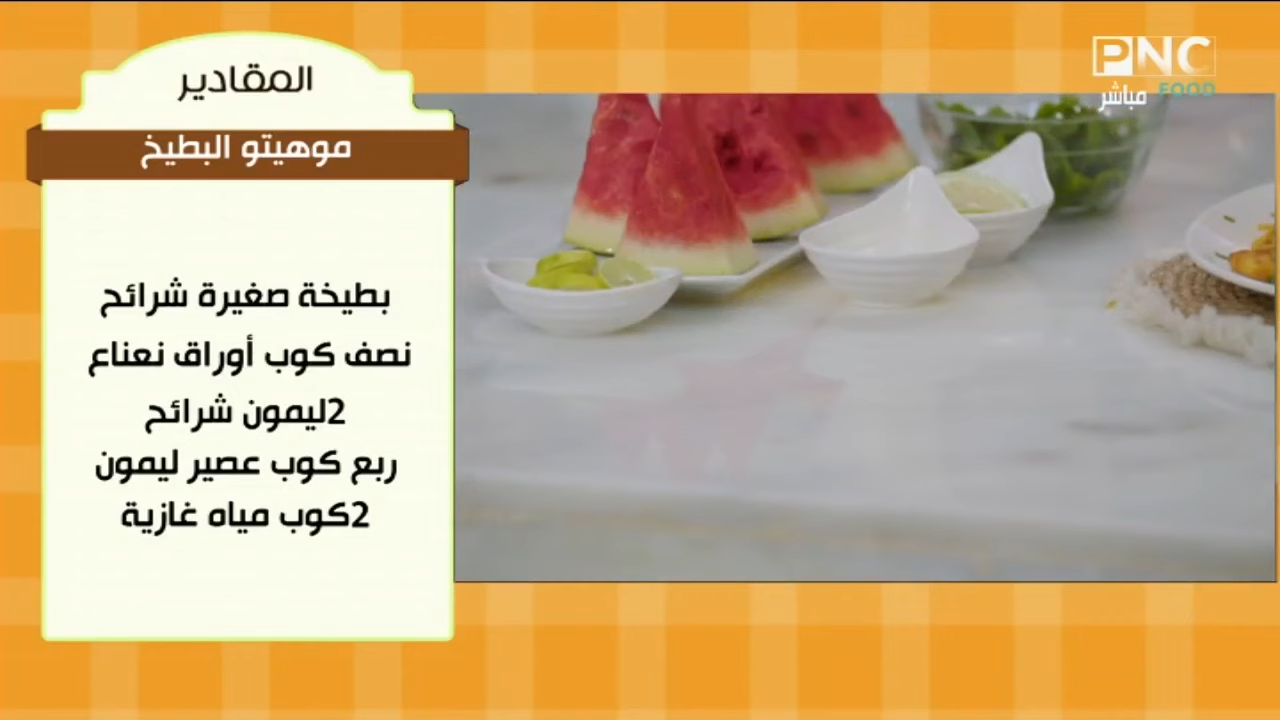 المقادير
موهيتو البطيخ
بطيخة صغيرة شرائح
نصف كوب أوراق نعناع
2ليمون شرائح
ربع كوب عصير ليمون
2كوب مياه غازية
PNC
FOOD
مباشر